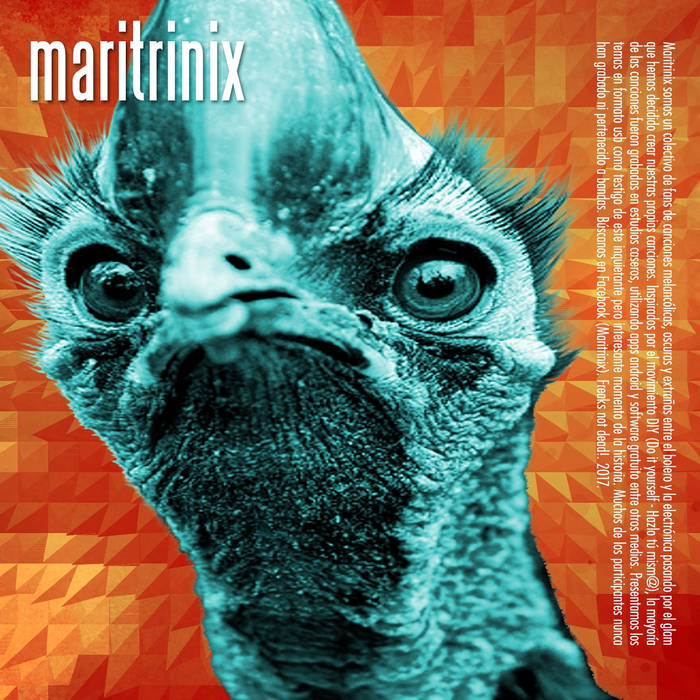 maritrinix
Maritrinix somos un colectivo de fans de canciones melancólicas, oscuras y extrañas entre el bolero y la electrónica pasando por el glam
que hemos decidido crear nuestras propias canciones. Inspirados por el movimiento DIY (Do it yourself - Hazlo tú mism@), la mayoría
de las canciones fueron grabadas en estudios caseros, utilizando apps android y software gratuito entre otros medios. Presentamos los
temas en formato usb como testigo de este inquietante pero interesante momento de la historia. Muchos de los participantes nunca
han grabado ni pertenecido a bandas. Búscanos en Facebook (Maritrinix). Freaks not dead!. 2017.